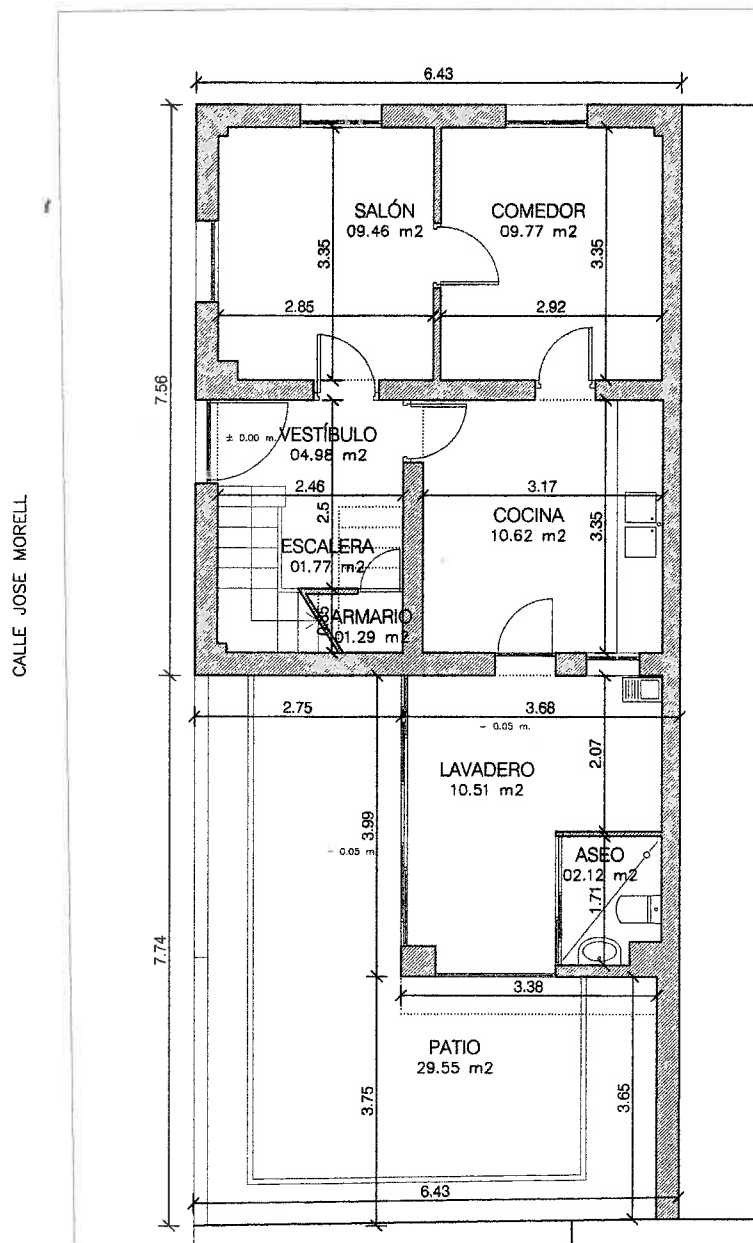 6.43
SALÓN
09.46 m2
COMEDOR
09.77 m2
3.35
3.35
2.85
2.92
7.56
± 0.00 m.
VESTÍBULO
04.98 m2
2.46
3.17
2.5
COCINA
10.62 m2
3.35
ESCALERA
01.77 m2
ARMARIO
01.29 m2
CALLE JOSE MORELL
2.75
3.68
- 0.05 m.
2.07
LAVADERO
10.51 m2
3.99
- 0.05 m.
ASEO
02.12 m2
1.71
7.74
3.38
PATIO
29.55 m2
3.75
3.65
6.43